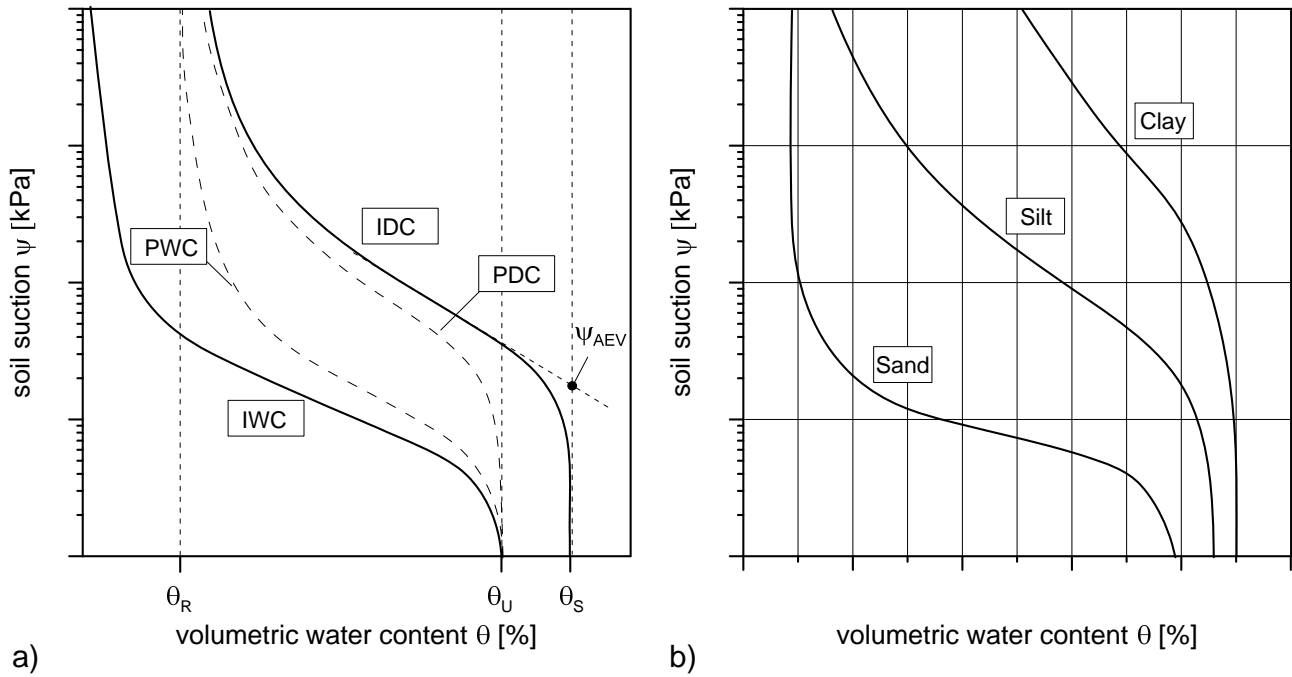 soil suction ψ [kPa]
IDC
PWC
PDC
ψAEV
IWC
θR
θU
θS
volumetric water content θ [%]
a)
soil suction ψ [kPa]
Clay
Silt
Sand
volumetric water content θ [%]
b)